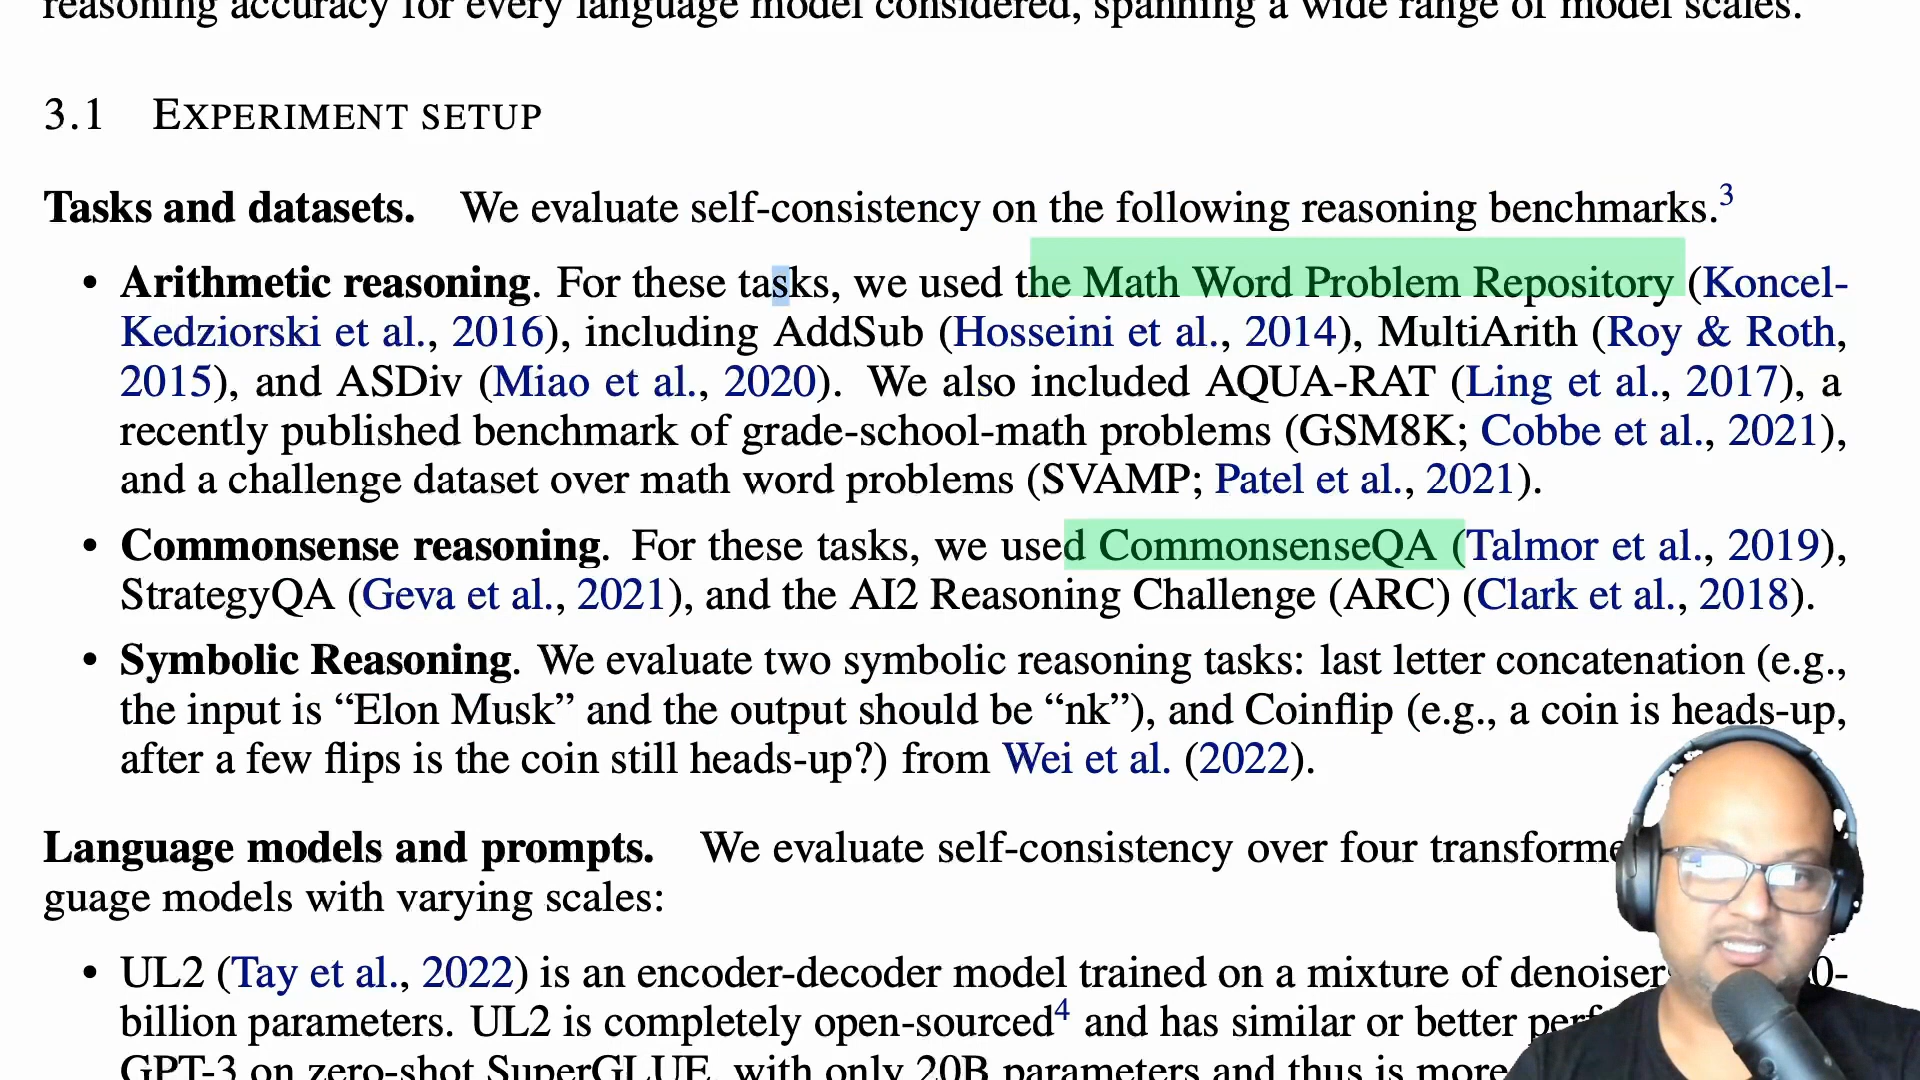 reasoning accuracy for every language model considered, spanning a wide range of model scales.
3.1 EXPERIMENT SETUP
Tasks and datasets. We evaluate self-consistency on the following reasoning benchmarks.3
• Arithmetic reasoning. For these tasks, we used the Math Word Problem Repository (Koncel-
Kedziorski et al., 2016), including AddSub (Hosseini et al., 2014), MultiArith (Roy & Roth,
2015), and ASDiv (Miao et al., 2020). We also included AQUA-RAT (Ling et al., 2017), a
recently published benchmark of grade-school-math problems (GSM8K; Cobbe et al., 2021),
and a challenge dataset over math word problems (SVAMP; Patel et al., 2021).
• Commonsense reasoning. For these tasks, we used CommonsenseQA (Talmor et al., 2019),
StrategyQA (Geva et al., 2021), and the AI2 Reasoning Challenge (ARC) (Clark et al., 2018).
• Symbolic Reasoning. We evaluate two symbolic reasoning tasks: last letter concatenation (e.g.,
the input is “Elon Musk” and the output should be “nk”), and Coinflip (e.g., a coin is heads-up,
after a few flips is the coin still heads-up?) from Wei et al. (2022).
Language models and prompts. We evaluate self-consistency over four
guage models with varying scales:
• UL2 (Tay et al., 2022) is an encoder-decoder model trained on a mixture of
billion parameters. UL2 is completely open-sourced4 and has similar or better
GPT-3 on zero-shot SuperGLUE, with only 20B parameters and thus is more